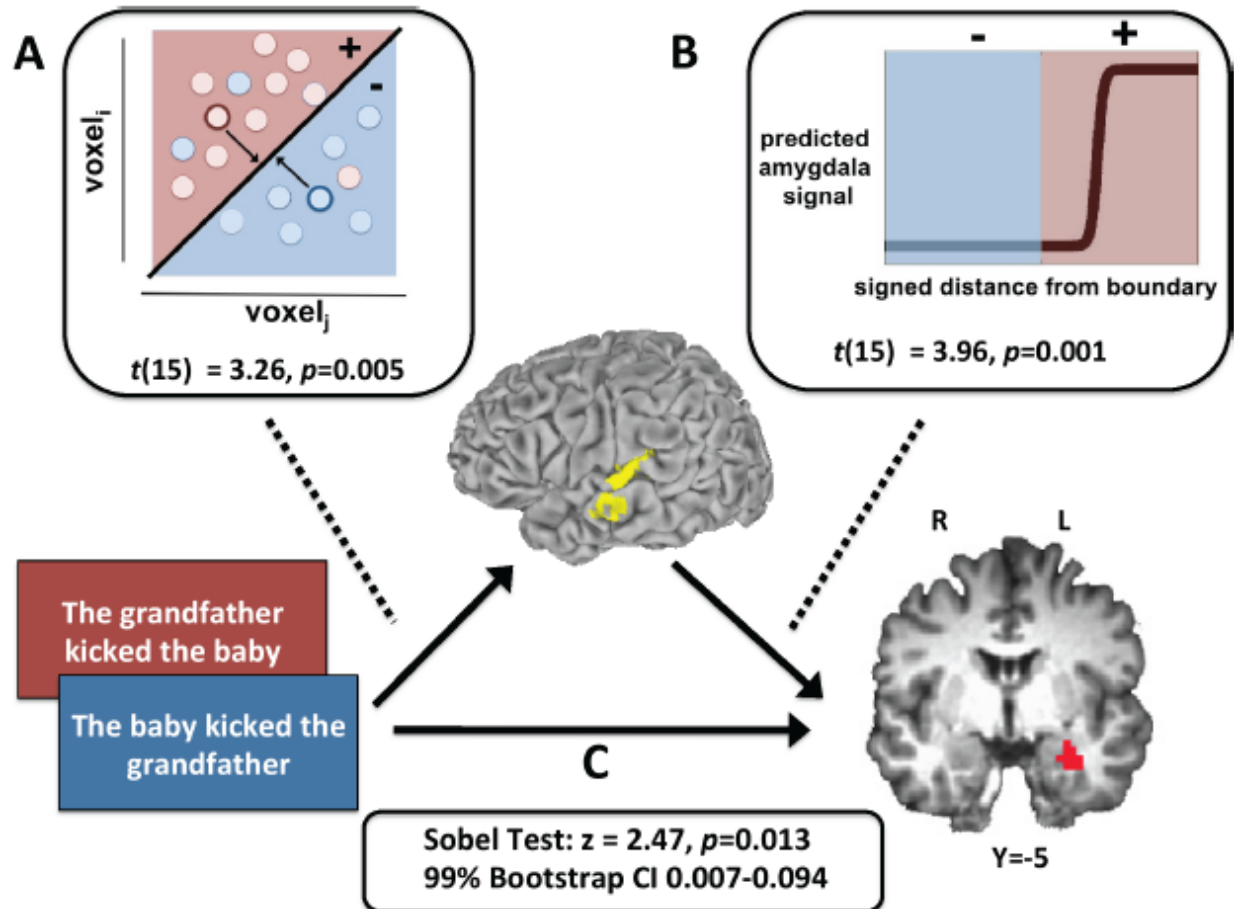 A
+
-
voxelᵢ
voxelⱼ
t(15) = 3.26, p=0.005
B
- +
predicted
amygdala
signal
signed distance from boundary
t(15) = 3.96, p=0.001
R L
The grandfather
kicked the baby
The baby kicked the
grandfather
C
Y=-5
Sobel Test: z = 2.47, p=0.013
99% Bootstrap CI 0.007-0.094